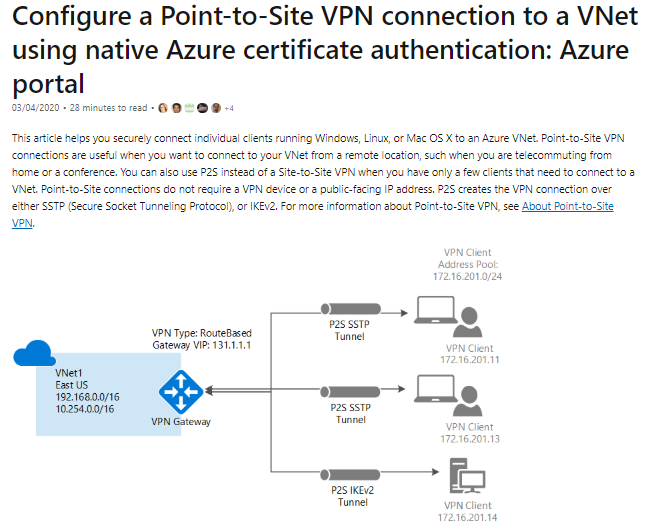 Configure a Point-to-Site VPN connection to a VNet
using native Azure certificate authentication: Azure
portal
03/04/2020 • 28 minutes to read • +4
This article helps you securely connect individual clients running Windows, Linux, or Mac OS X to an Azure VNet. Point-to-Site VPN
connections are useful when you want to connect to your VNet from a remote location, such when you are telecommuting from
home or a conference. You can also use P2S instead of a Site-to-Site VPN when you have only a few clients that need to connect to a
VNet. Point-to-Site connections do not require a VPN device or a public-facing IP address. P2S creates the VPN connection over
either SSTP (Secure Socket Tunneling Protocol), or IKEv2. For more information about Point-to-Site VPN, see About Point-to-Site
VPN.
VPN Client
Address Pool:
172.16.201.0/24
P2S SSTP
Tunnel
VPN Type: RouteBased
Gateway VIP: 131.1.1.1
VPN Client
172.16.201.11
VNet1
East US
192.168.0.0/16
10.254.0.0/16
VPN Gateway
P2S SSTP
Tunnel
VPN Client
172.16.201.13
P2S IKEv2
Tunnel
VPN Client
172.16.201.14